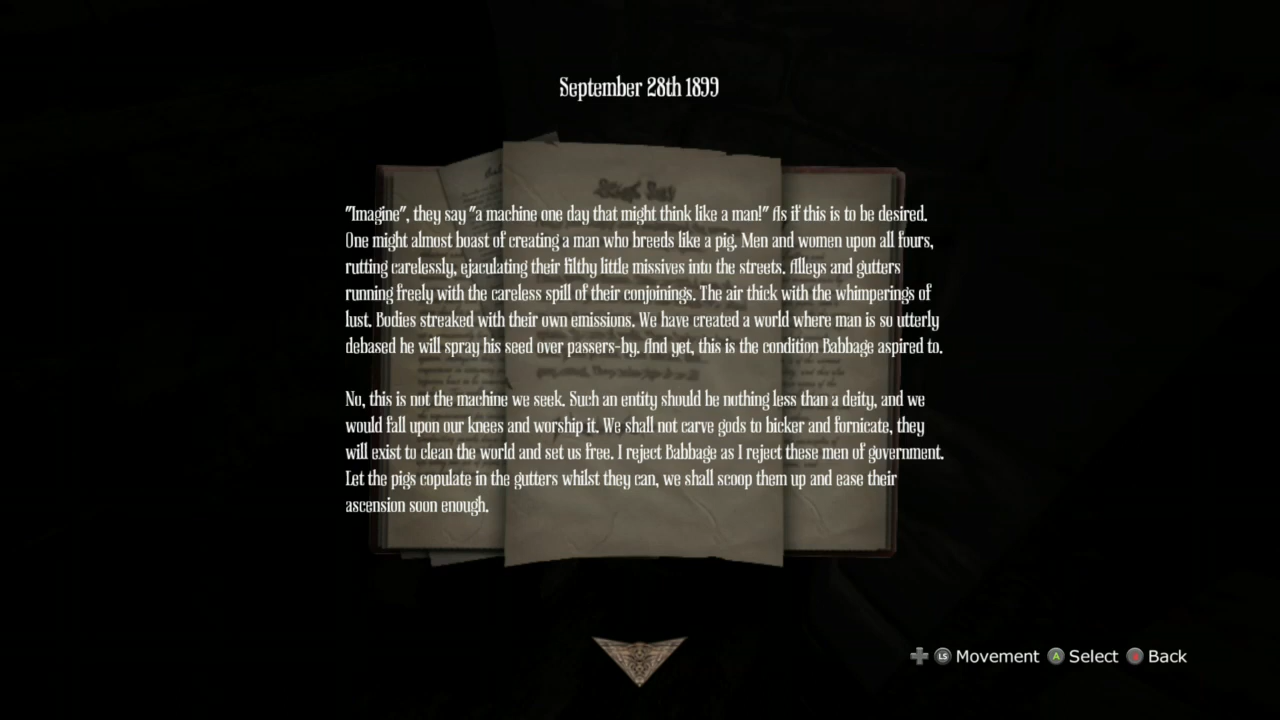 September 28th 1899
"Imagine", they say "a machine one day that might think like a man!" As if this is to be desired.
One might almost boast of creating a man who breeds like a pig. Men and women upon all fours,
rutting carelessly, ejaculating their filthy little missives into the streets. Alleys and gutters
running freely with the careless spill of their conjoinings. The air thick with the whimperings of
lust. Bodies streaked with their own emissions. We have created a world where man is so utterly
debased he will spray his seed over passers-by. And yet, this is the condition Babbage aspired to.
No, this is not the machine we seek. Such an entity should be nothing less than a deity, and we
would fall upon our knees and worship it. We shall not carve gods to bicker and fornicate, they
will exist to clean the world and set us free. I reject Babbage as I reject these men of government.
Let the pigs copulate in the gutters whilst they can, we shall scoop them up and ease their
ascension soon enough.
LS Movement A Select Back